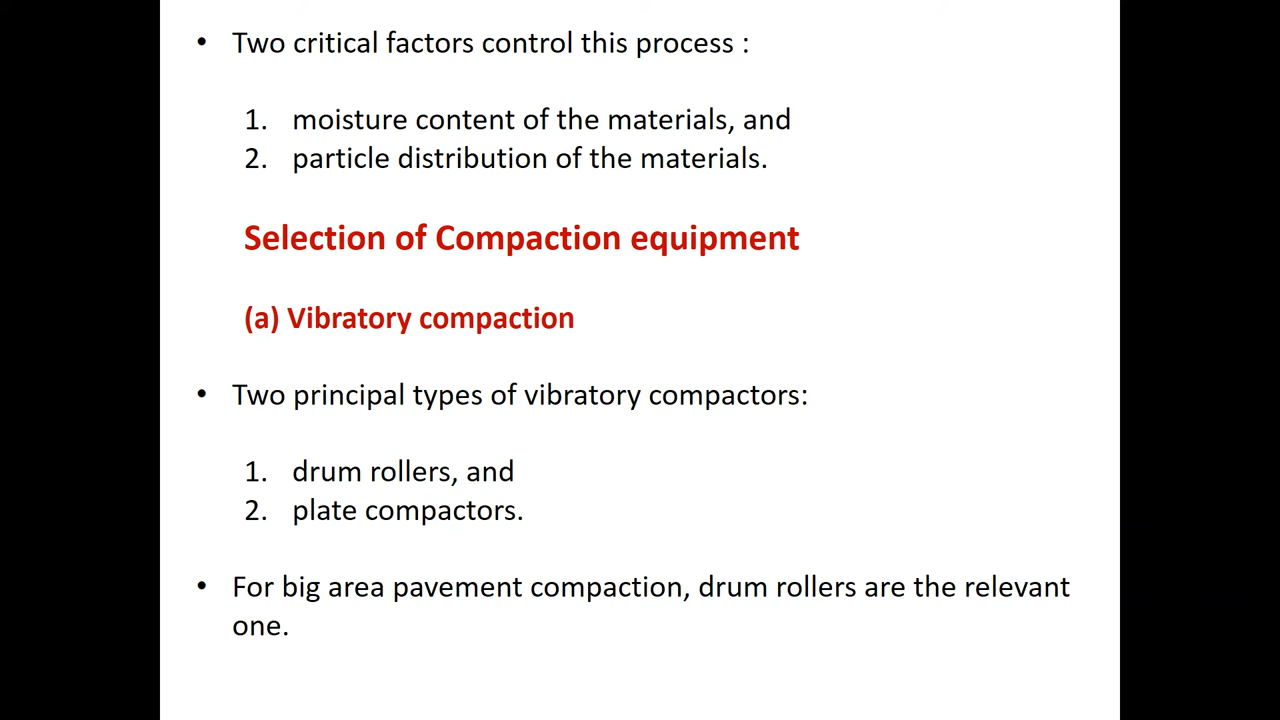 • Two critical factors control this process :
1. moisture content of the materials, and
2. particle distribution of the materials.
Selection of Compaction equipment
(a) Vibratory compaction
• Two principal types of vibratory compactors:
1. drum rollers, and
2. plate compactors.
• For big area pavement compaction, drum rollers are the relevant
one.